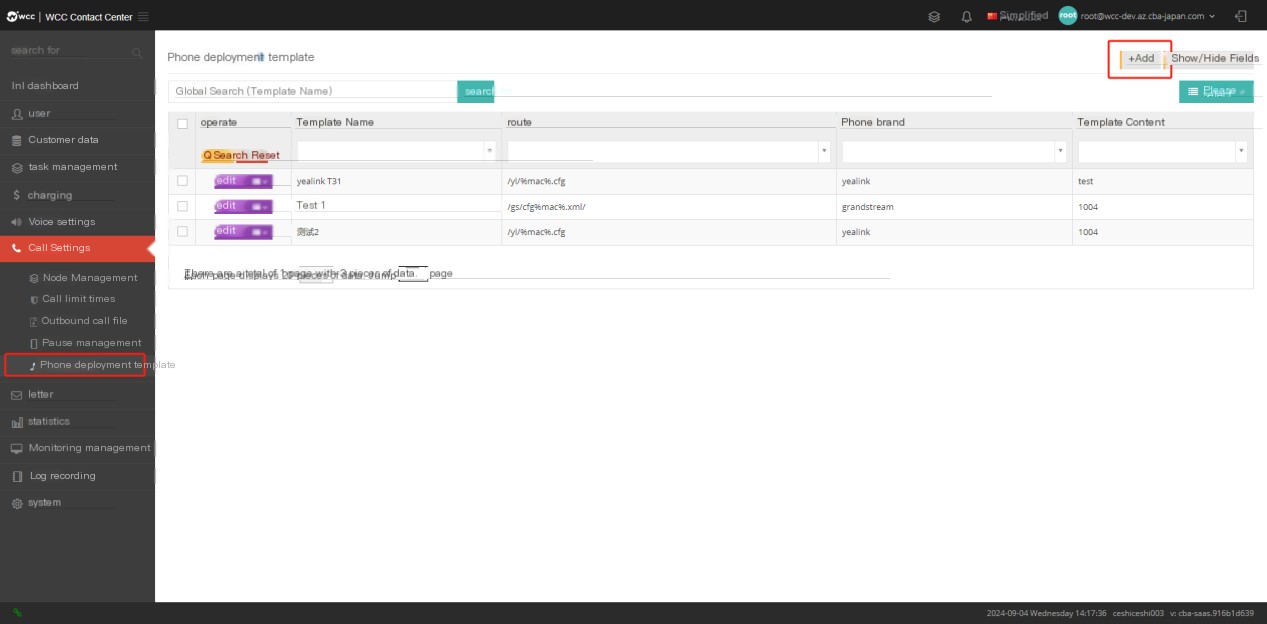 wcc | WCC Contact Center
Simplified
root root@wcc-dev.az.cba-japan.com
search for
Inl dashboard
user
Customer data
task management
charging
Voice settings
Call Settings
Node Management
Call limit times
Outbound call file
Pause management
Phone deployment template
letter
statistics
Monitoring management
Log recording
system
Phone deployment template
+Add Show/Hide Fields
Global Search (Template Name) search
Please
operate Template Name route Phone brand Template Content
Search Reset
edit yealink T31 /yl/%mac%.cfg yealink test
edit Test 1 /gs/cfg%mac%.xml/ grandstream 1004
edit 测试2 /yl/%mac%.cfg yealink 1004
There are a total of 1 page with 3 pieces of data. page
Each page displays pieces of data. Jump
2024-09-04 Wednesday 14:17:36 ceshiceshi003 v: cba-saas.916b1d639